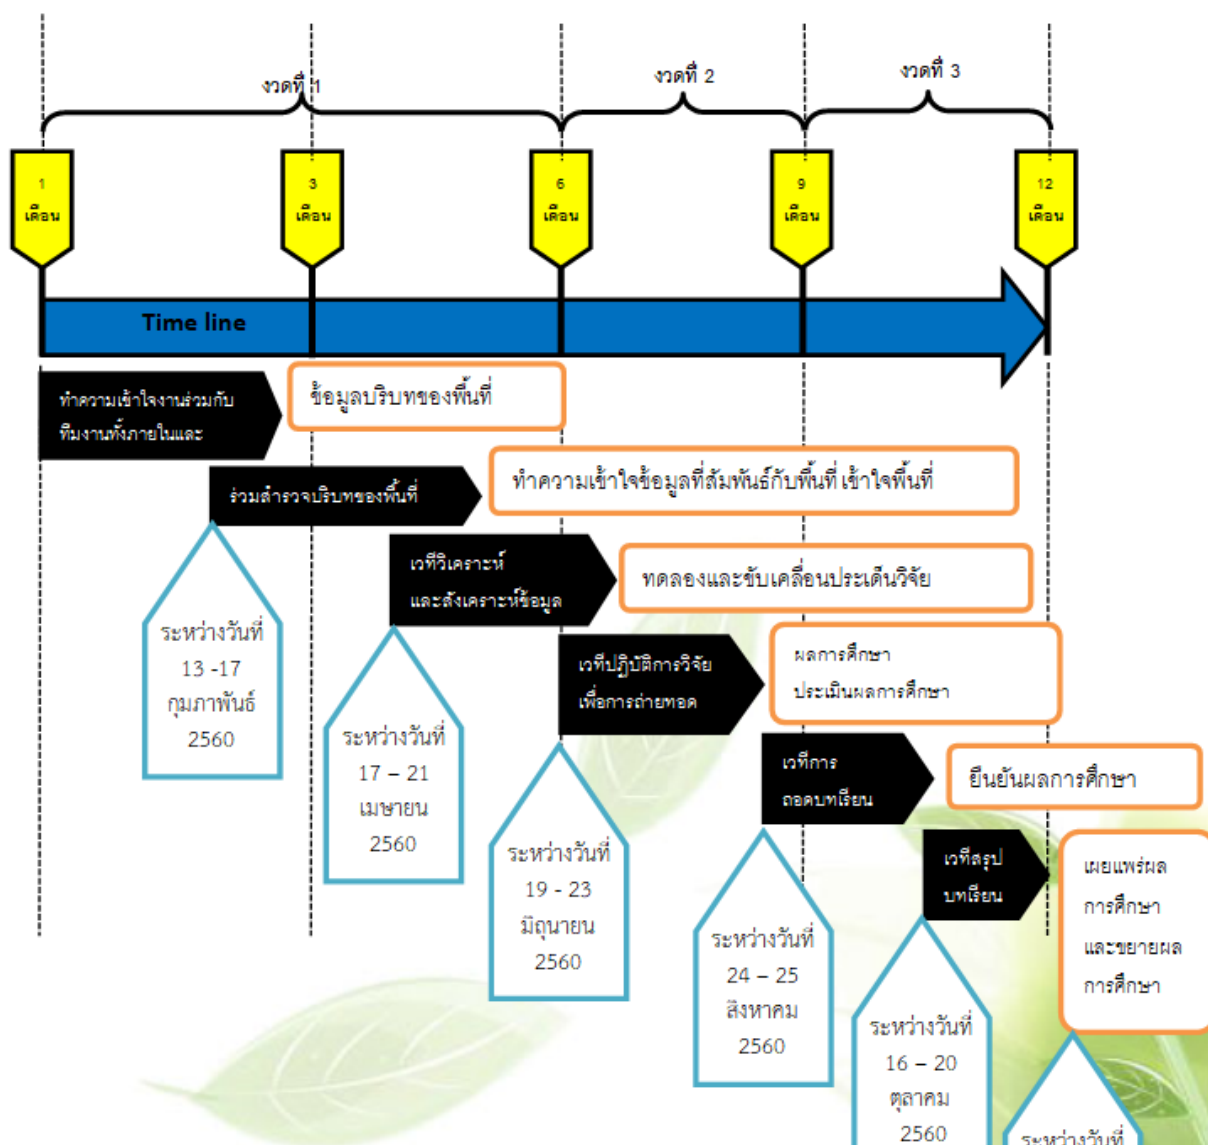 งวดที่ 1
งวดที่ 2
งวดที่ 3
1
เดือน
3
เดือน
6
เดือน
9
เดือน
12
เดือน
Time line
ทำความเข้าใจงานร่วมกับ
ทีมงานทั้งภายในและ
ข้อมูลบริบทของพื้นที่
ร่วมสำรวจบริบทของพื้นที่
ทำความเข้าใจข้อมูลที่สัมพันธ์กับพื้นที่ เข้าใจพื้นที่
เวทีวิเคราะห์
และสังเคราะห์ข้อมูล
ทดลองและขับเคลื่อนประเด็นวิจัย
เวทีปฏิบัติการวิจัย
เพื่อการถ่ายทอด
ผลการศึกษา
ประเมินผลการศึกษา
เวทีการ
ถอดบทเรียน
ยืนยันผลการศึกษา
เวทีสรุป
บทเรียน
เผยแพร่ผล
การศึกษา
และขยายผล
การศึกษา
ระหว่างวันที่
13 -17
กุมภาพันธ์
2560
ระหว่างวันที่
17 – 21
เมษายน
2560
ระหว่างวันที่
19 - 23
มิถุนายน
2560
ระหว่างวันที่
24 – 25
สิงหาคม
2560
ระหว่างวันที่
16 – 20
ตุลาคม
2560
ระหว่างวันที่